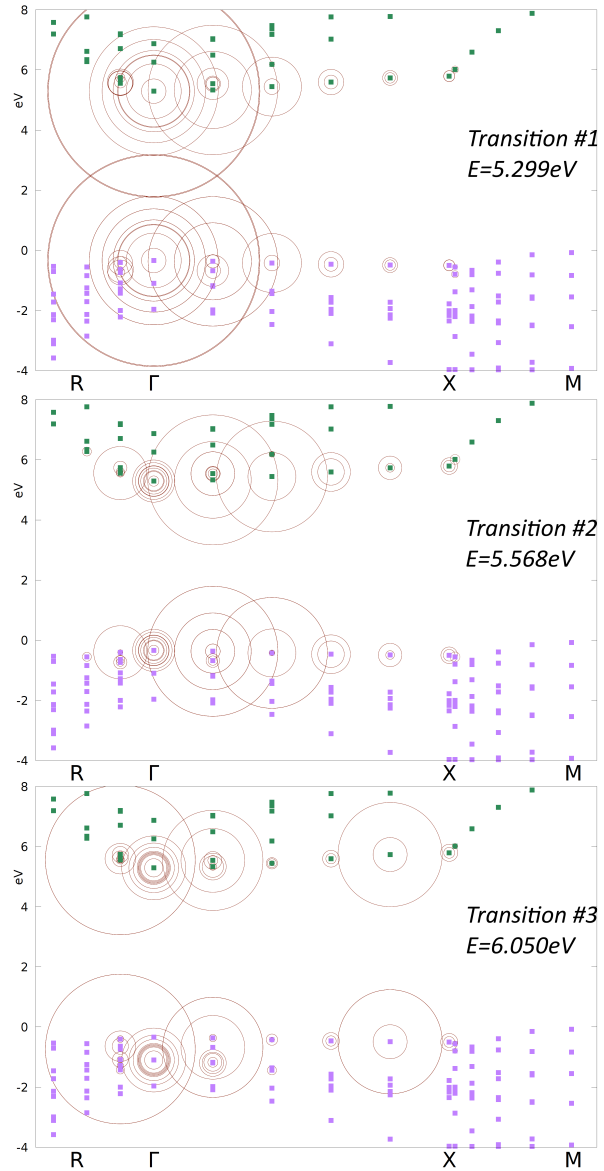 8
6
eV
4
Transition #1
E=5.299eV
2
0
-2
-4
R Γ X M
8
6
eV
4
Transition #2
E=5.568eV
2
0
-2
-4
R Γ X M
8
6
eV
4
Transition #3
E=6.050eV
2
0
-2
-4
R Γ X M